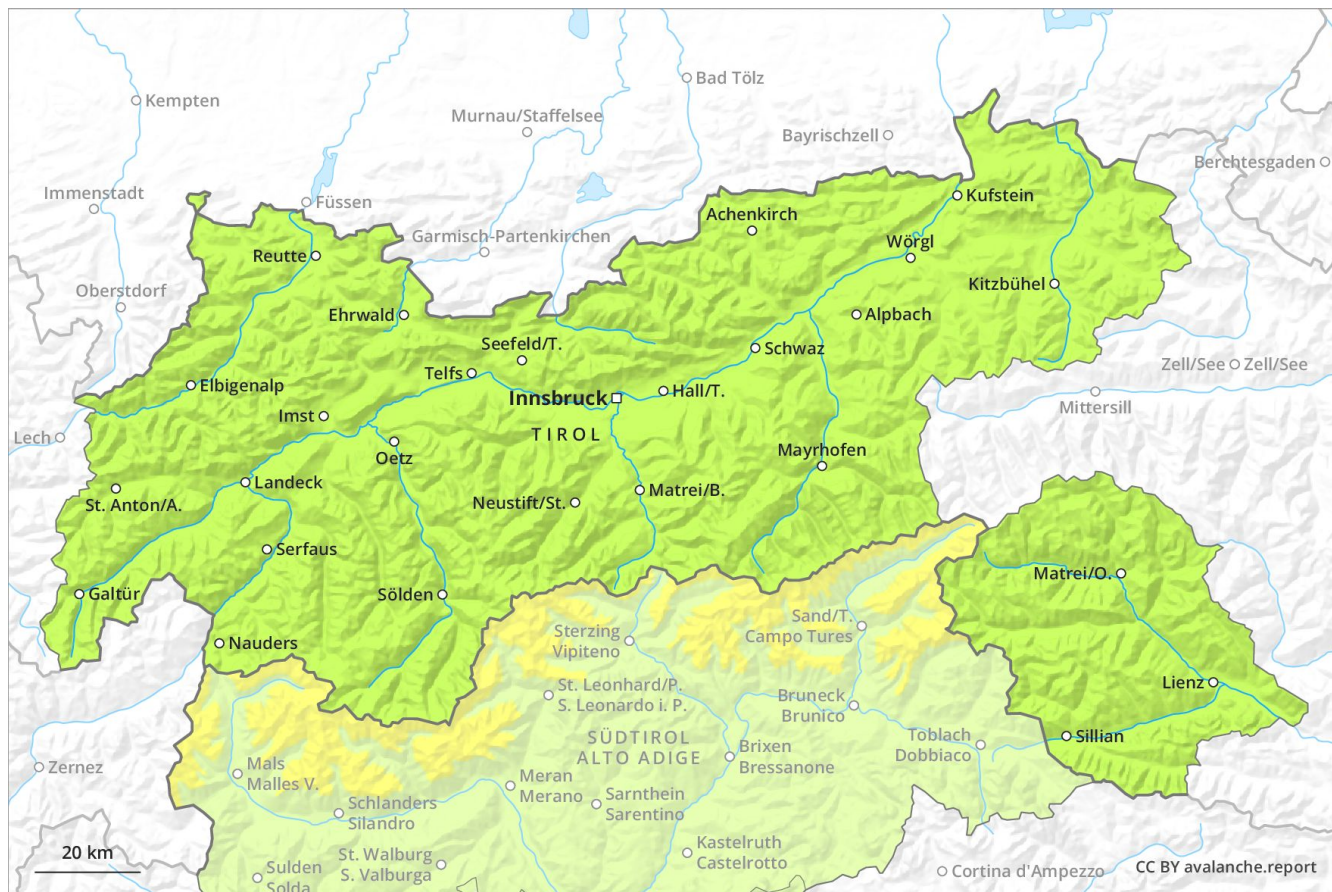 Bad Tölz
Kempten
Murnau/Staffelsee
Bayrischzell
Berchtesgaden
Immenstadt
Füssen
Kufstein
Achenkirch
Garmisch-Partenkirchen
Wörgl
Reutte
Kitzbühel
Oberstdorf
Ehrwald
Alpbach
Seefeld/T.
Schwaz
Zell/See
Zell/See
Telfs
Elbigenalp
Hall/T.
Innsbruck
Mittersill
Imst
TIROL
Lech
Mayrhofen
Oetz
Landeck
Matrei/B.
St. Anton/A.
Neustift/St.
Serfaus
Matrei/O.
Galtür
Sölden
Sand/T.
Campo Tures
Sterzing
Vipiteno
Nauders
Lienz
St. Leonhard/P.
S. Leonardo i. P.
Bruneck
Brunico
SÜDTIROL
ALTO ADIGE
Toblach
Dobbiaco
Sillian
Brixen
Bressanone
Zernez
Mals
Malles V.
Meran
Merano
Sarnthein
Sarentino
Schlanders
Silandro
Kastelruth
Castelrotto
20 km
St. Walburg
S. Valburga
Sulden
Solda
Cortina d'Ampezzo
CC BY avalanche.report